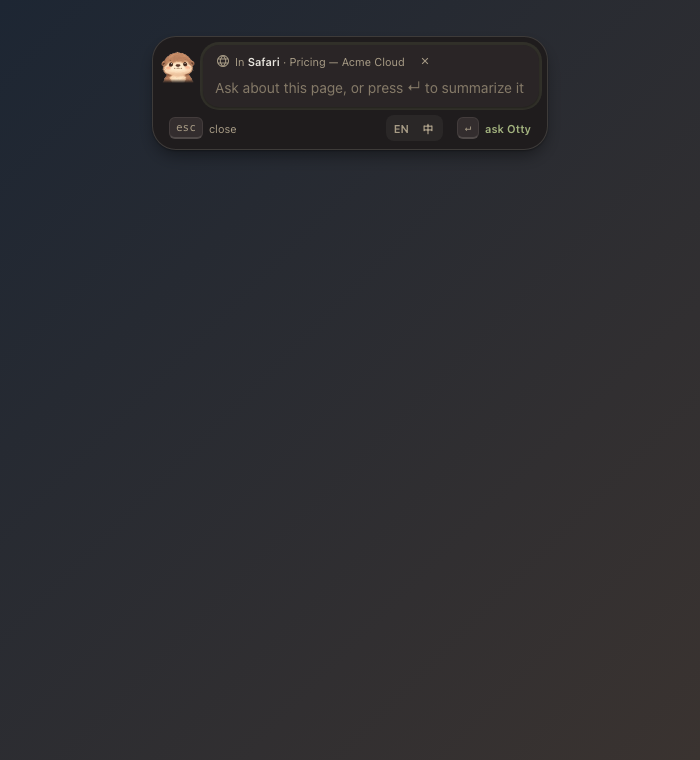 In Safari · Pricing — Acme Cloud ×
Ask about this page, or press ↵ to summarize it
esc close EN 中 ↵ ask Otty